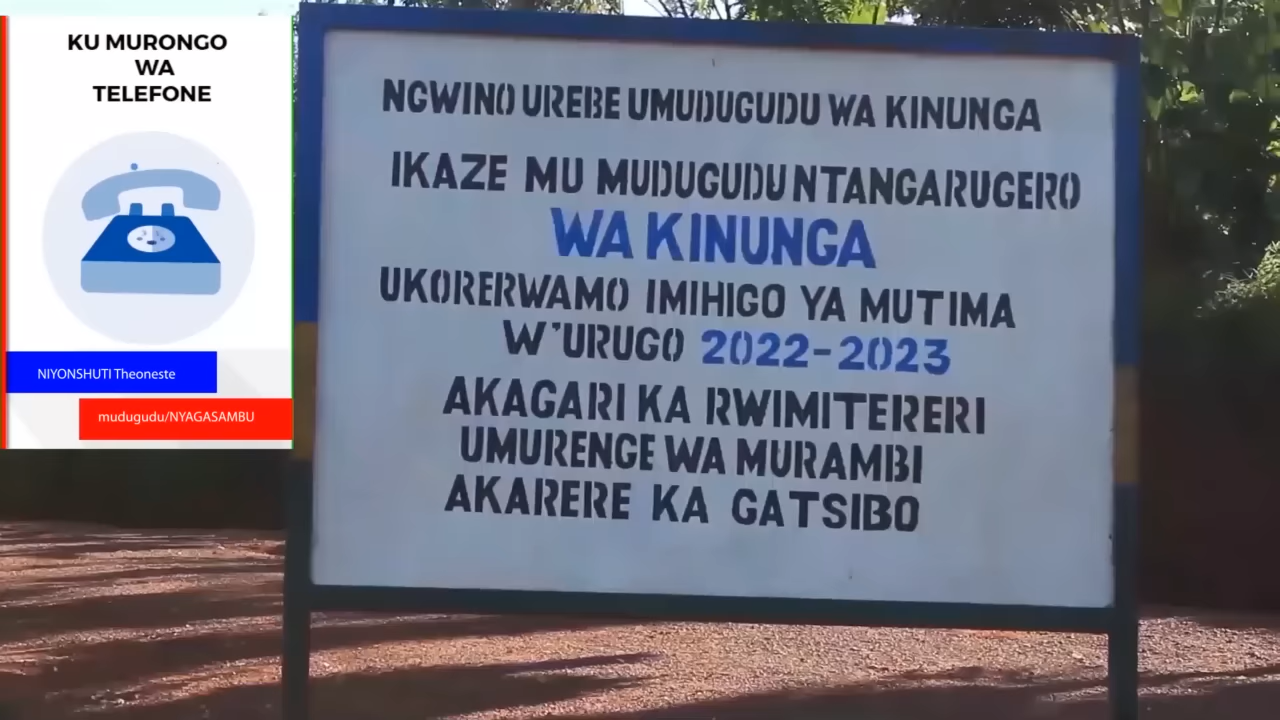 KU MURONGO
WA
TELEFONE
NIYONSHUTI Theoneste
mudugudu/NYAGASAMBU
NGWINO UREBE UMUDUGUDU WA KINUNGA
IKAZE MU MUDUGUDU NTANGARUGERO
WA KINUNGA
UKORERWAMO IMIHIGO YA MUTIMA
W'URUGO 2022-2023
AKAGARI KA RWIMITERERI
UMURENGE WA MURAMBI
AKARERE KA GATSIBO